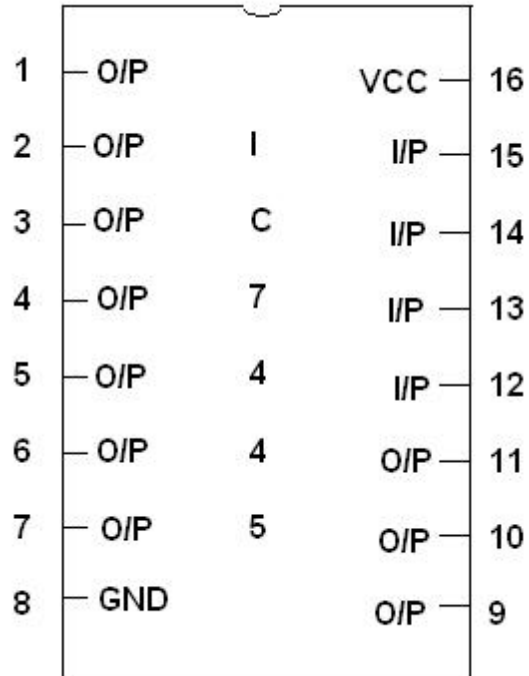 1 O/P VCC 16
2 O/P I I/P 15
3 O/P C I/P 14
4 O/P 7 I/P 13
5 O/P 4 I/P 12
6 O/P 4 O/P 11
7 O/P 5 O/P 10
8 GND O/P 9